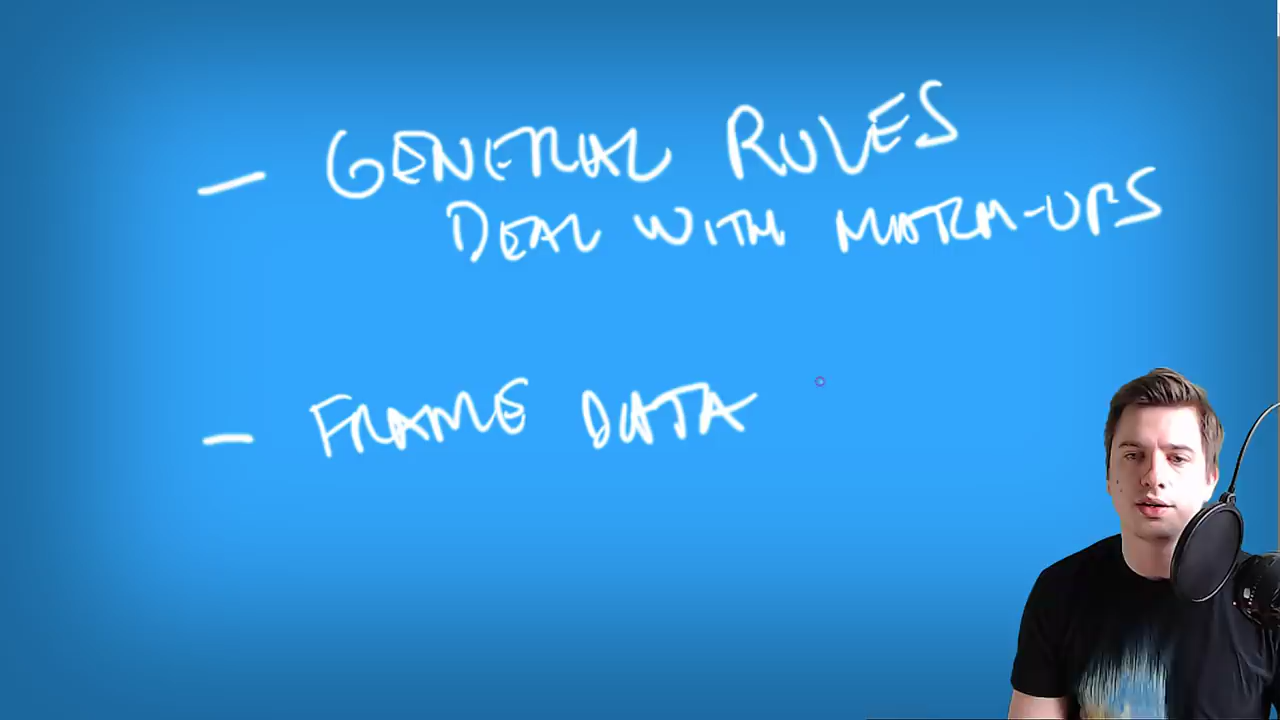 - GENERAL RULES
DEAL WITH MATCH-UPS
- FRAME DATA